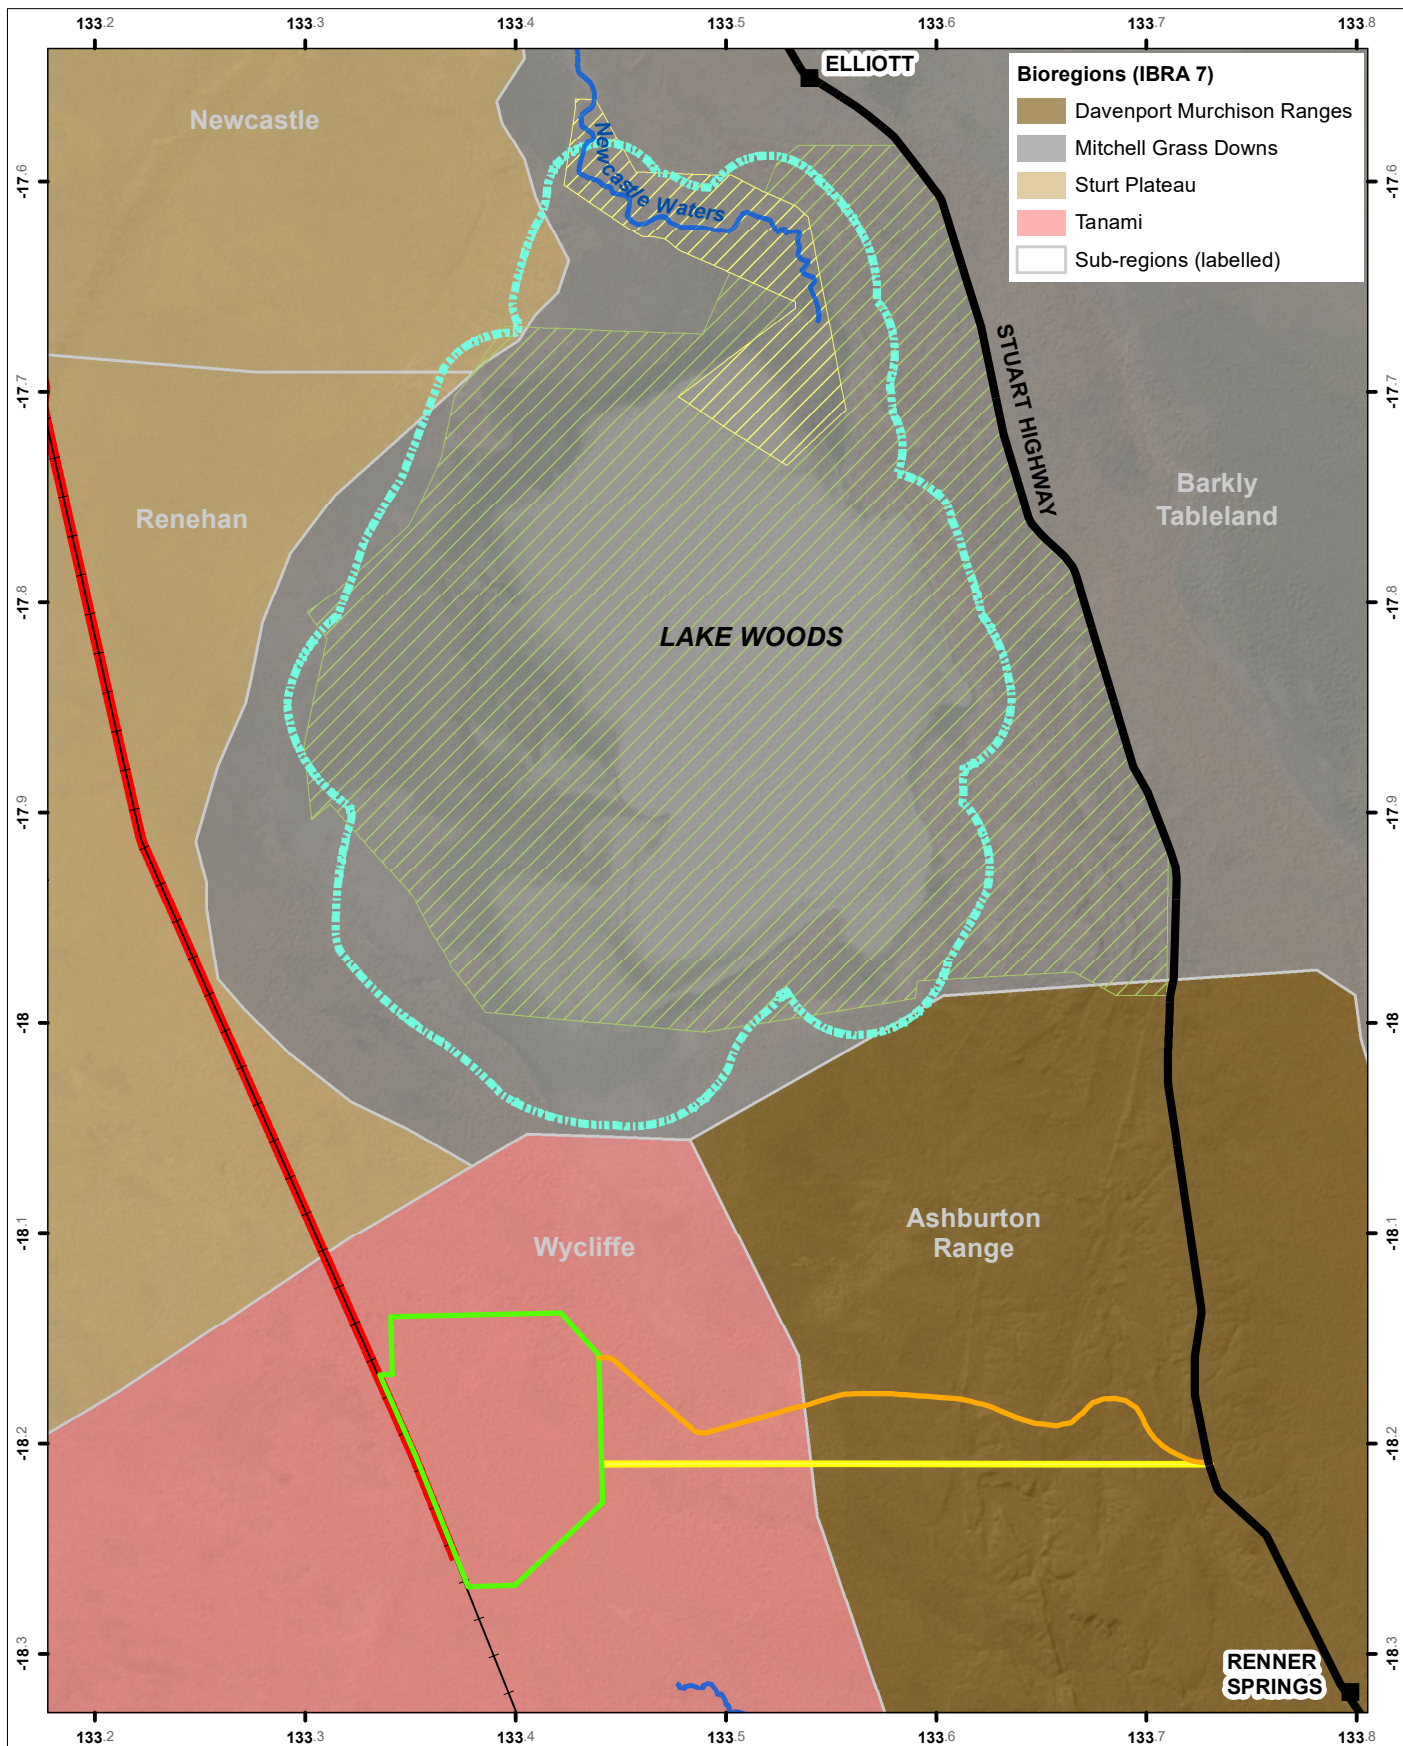 133.2 133.3 133.4 133.5 133.6 133.7 133.8
ELLIOTT
Bioregions (IBRA 7)
Davenport Murchison Ranges
Mitchell Grass Downs
Sturt Plateau
Tanami
Sub-regions (labelled)
Newcastle
Newcastle Waters
-17.6 -17.6
STUART HIGHWAY
-17.7 -17.7
Renehan
Barkly
Tableland
-17.8 -17.8
LAKE WOODS
-17.9 -17.9
-18 -18
-18.1 -18.1
Wycliffe
Ashburton
Range
-18.2 -18.2
-18.3 -18.3
RENNER
SPRINGS
133.2 133.3 133.4 133.5 133.6 133.7 133.8